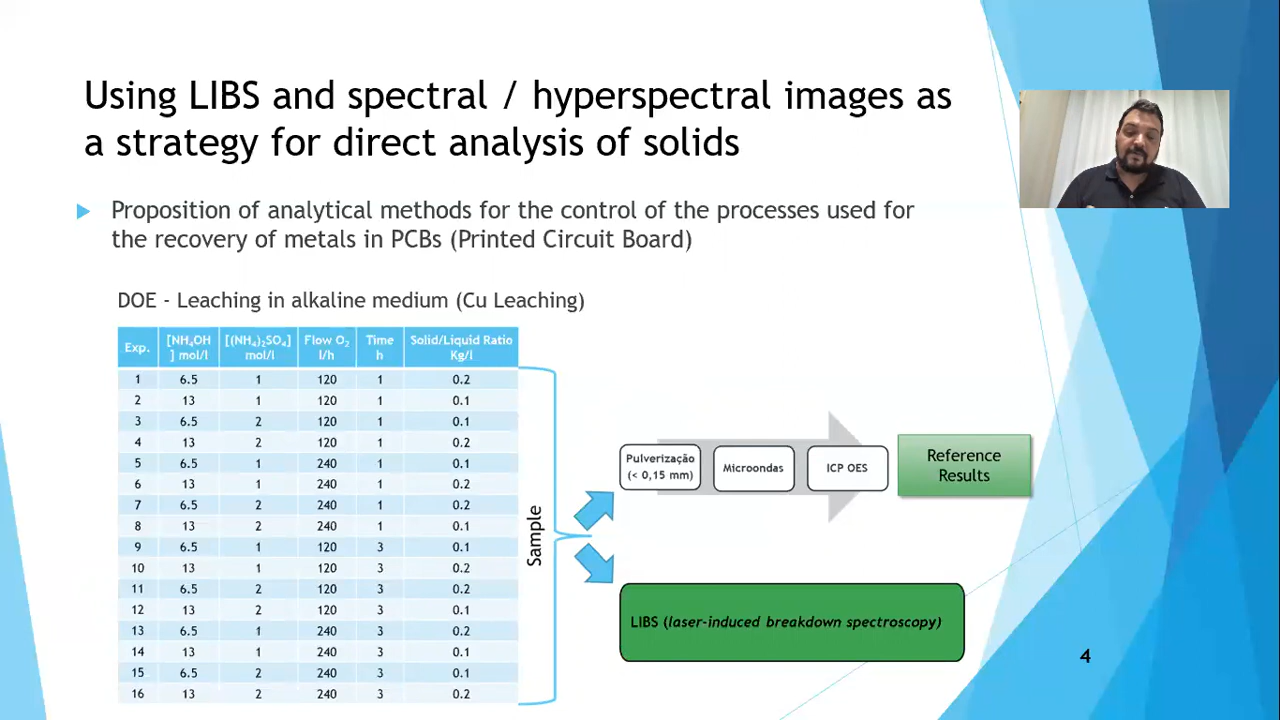 Using LIBS and spectral / hyperspectral images as
a strategy for direct analysis of solids
Proposition of analytical methods for the control of the processes used for
the recovery of metals in PCBs (Printed Circuit Board)
DOE - Leaching in alkaline medium (Cu Leaching)
Exp. [NH₄OH ] mol/l [(NH₄)₂SO₄] mol/l Flow O₂ l/h Time h Solid/Liquid Ratio Kg/l
1 6.5 1 120 1 0.2
2 13 1 120 1 0.1
3 6.5 2 120 1 0.1
4 13 2 120 1 0.2
5 6.5 1 240 1 0.1
6 13 1 240 1 0.2
7 6.5 2 240 1 0.2
8 13 2 240 1 0.1
9 6.5 1 120 3 0.1
10 13 1 120 3 0.2
11 6.5 2 120 3 0.2
12 13 2 120 3 0.1
13 6.5 1 240 3 0.2
14 13 1 240 3 0.1
15 6.5 2 240 3 0.1
16 13 2 240 3 0.2
Sample
Pulverização
(< 0,15 mm)
Microondas
ICP OES
Reference
Results
LIBS (laser-induced breakdown spectroscopy)
4